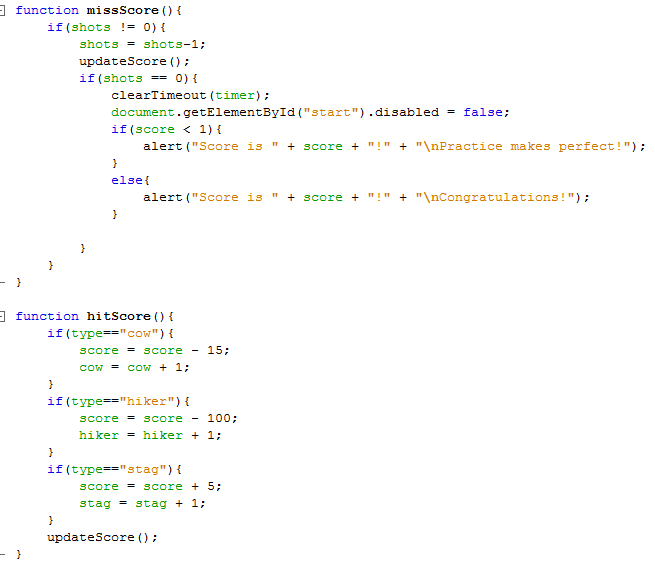 function missScore(){
    if(shots != 0){
        shots = shots-1;
        updateScore();
        if(shots == 0){
            clearTimeout(timer);
            document.getElementById("start").disabled = false;
            if(score < 1){
                alert("Score is " + score + "!" + "\nPractice makes perfect!");
            }
            else{
                alert("Score is " + score + "!" + "\nCongratulations!");
            }

        }
    }
}

function hitScore(){
    if(type=="cow"){
        score = score - 15;
        cow = cow + 1;
    }
    if(type=="hiker"){
        score = score - 100;
        hiker = hiker + 1;
    }
    if(type=="stag"){
        score = score + 5;
        stag = stag + 1;
    }
    updateScore();
}